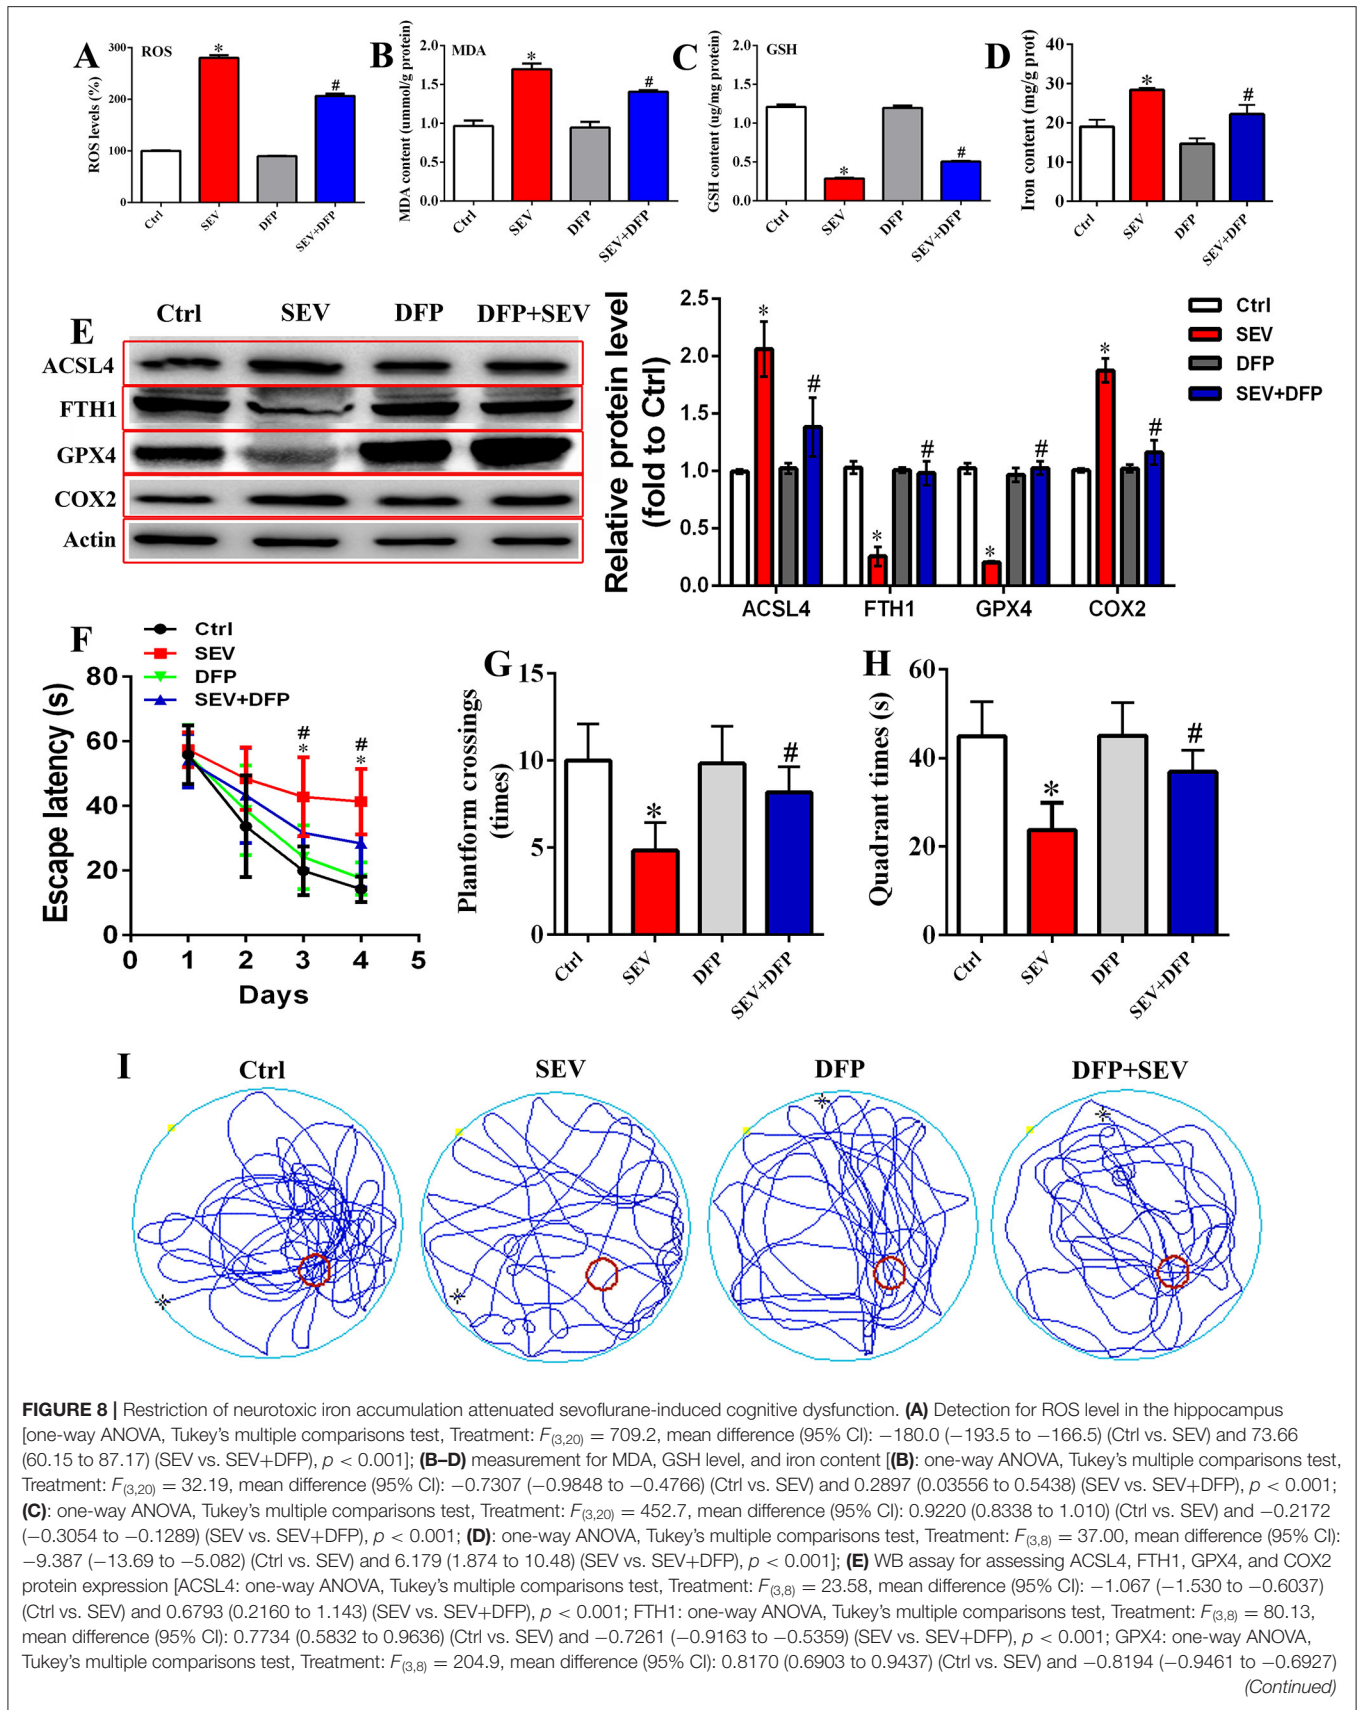 A
ROS
ROS levels (%)
300
200
100
0
Ctrl
SEV
DFP
SEV+DFP
*
#
B
MDA
MDA content (ummol/g protein)
2.0
1.5
1.0
0.5
0.0
Ctrl
SEV
DFP
SEV+DFP
*
#
C
GSH
GSH content (ug/mg protein)
2.0
1.5
1.0
0.5
0.0
Ctrl
SEV
DFP
SEV+DFP
*
#
D
Iron content (mg/g prot)
40
30
20
10
0
Ctrl
SEV
DFP
SEV+DFP
*
#
E
Ctrl SEV DFP DFP+SEV
ACSL4
FTH1
GPX4
COX2
Actin
Relative protein level
(fold to Ctrl)
2.5
2.0
1.5
1.0
0.5
0.0
* # * # * # * #
ACSL4 FTH1 GPX4 COX2
Ctrl
SEV
DFP
SEV+DFP
F
Ctrl
SEV
DFP
SEV+DFP
Escape latency (s)
80
60
40
20
0
# #
* *
0 1 2 3 4 5
Days
G
Plantform crossings
(times)
15
10
5
0
Ctrl
SEV
DFP
SEV+DFP
*
#
H
Quadrant times (s)
60
40
20
0
Ctrl
SEV
DFP
SEV+DFP
*
#
I
Ctrl SEV DFP DFP+SEV
FIGURE 8 | Restriction of neurotoxic iron accumulation attenuated sevoflurane-induced cognitive dysfunction. (A) Detection for ROS level in the hippocampus
[one-way ANOVA, Tukey's multiple comparisons test, Treatment: F(3,20) = 709.2, mean difference (95% CI): −180.0 (−193.5 to −166.5) (Ctrl vs. SEV) and 73.66
(60.15 to 87.17) (SEV vs. SEV+DFP), p < 0.001]; (B–D) measurement for MDA, GSH level, and iron content [(B): one-way ANOVA, Tukey's multiple comparisons test,
Treatment: F(3,20) = 32.19, mean difference (95% CI): −0.7307 (−0.9848 to −0.4766) (Ctrl vs. SEV) and 0.2897 (0.03556 to 0.5438) (SEV vs. SEV+DFP), p < 0.001;
(C): one-way ANOVA, Tukey's multiple comparisons test, Treatment: F(3,20) = 452.7, mean difference (95% CI): 0.9220 (0.8338 to 1.010) (Ctrl vs. SEV) and −0.2172
(−0.3054 to −0.1289) (SEV vs. SEV+DFP), p < 0.001; (D): one-way ANOVA, Tukey's multiple comparisons test, Treatment: F(3,8) = 37.00, mean difference (95% CI):
−9.387 (−13.69 to −5.082) (Ctrl vs. SEV) and 6.179 (1.874 to 10.48) (SEV vs. SEV+DFP), p < 0.001]; (E) WB assay for assessing ACSL4, FTH1, GPX4, and COX2
protein expression [ACSL4: one-way ANOVA, Tukey's multiple comparisons test, Treatment: F(3,8) = 23.58, mean difference (95% CI): −1.067 (−1.530 to −0.6037)
(Ctrl vs. SEV) and 0.6793 (0.2160 to 1.143) (SEV vs. SEV+DFP), p < 0.001; FTH1: one-way ANOVA, Tukey's multiple comparisons test, Treatment: F(3,8) = 80.13,
mean difference (95% CI): 0.7734 (0.5832 to 0.9636) (Ctrl vs. SEV) and −0.7261 (−0.9163 to −0.5359) (SEV vs. SEV+DFP), p < 0.001; GPX4: one-way ANOVA,
Tukey's multiple comparisons test, Treatment: F(3,8) = 204.9, mean difference (95% CI): 0.8170 (0.6903 to 0.9437) (Ctrl vs. SEV) and −0.8194 (−0.9461 to −0.6927)
(Continued)